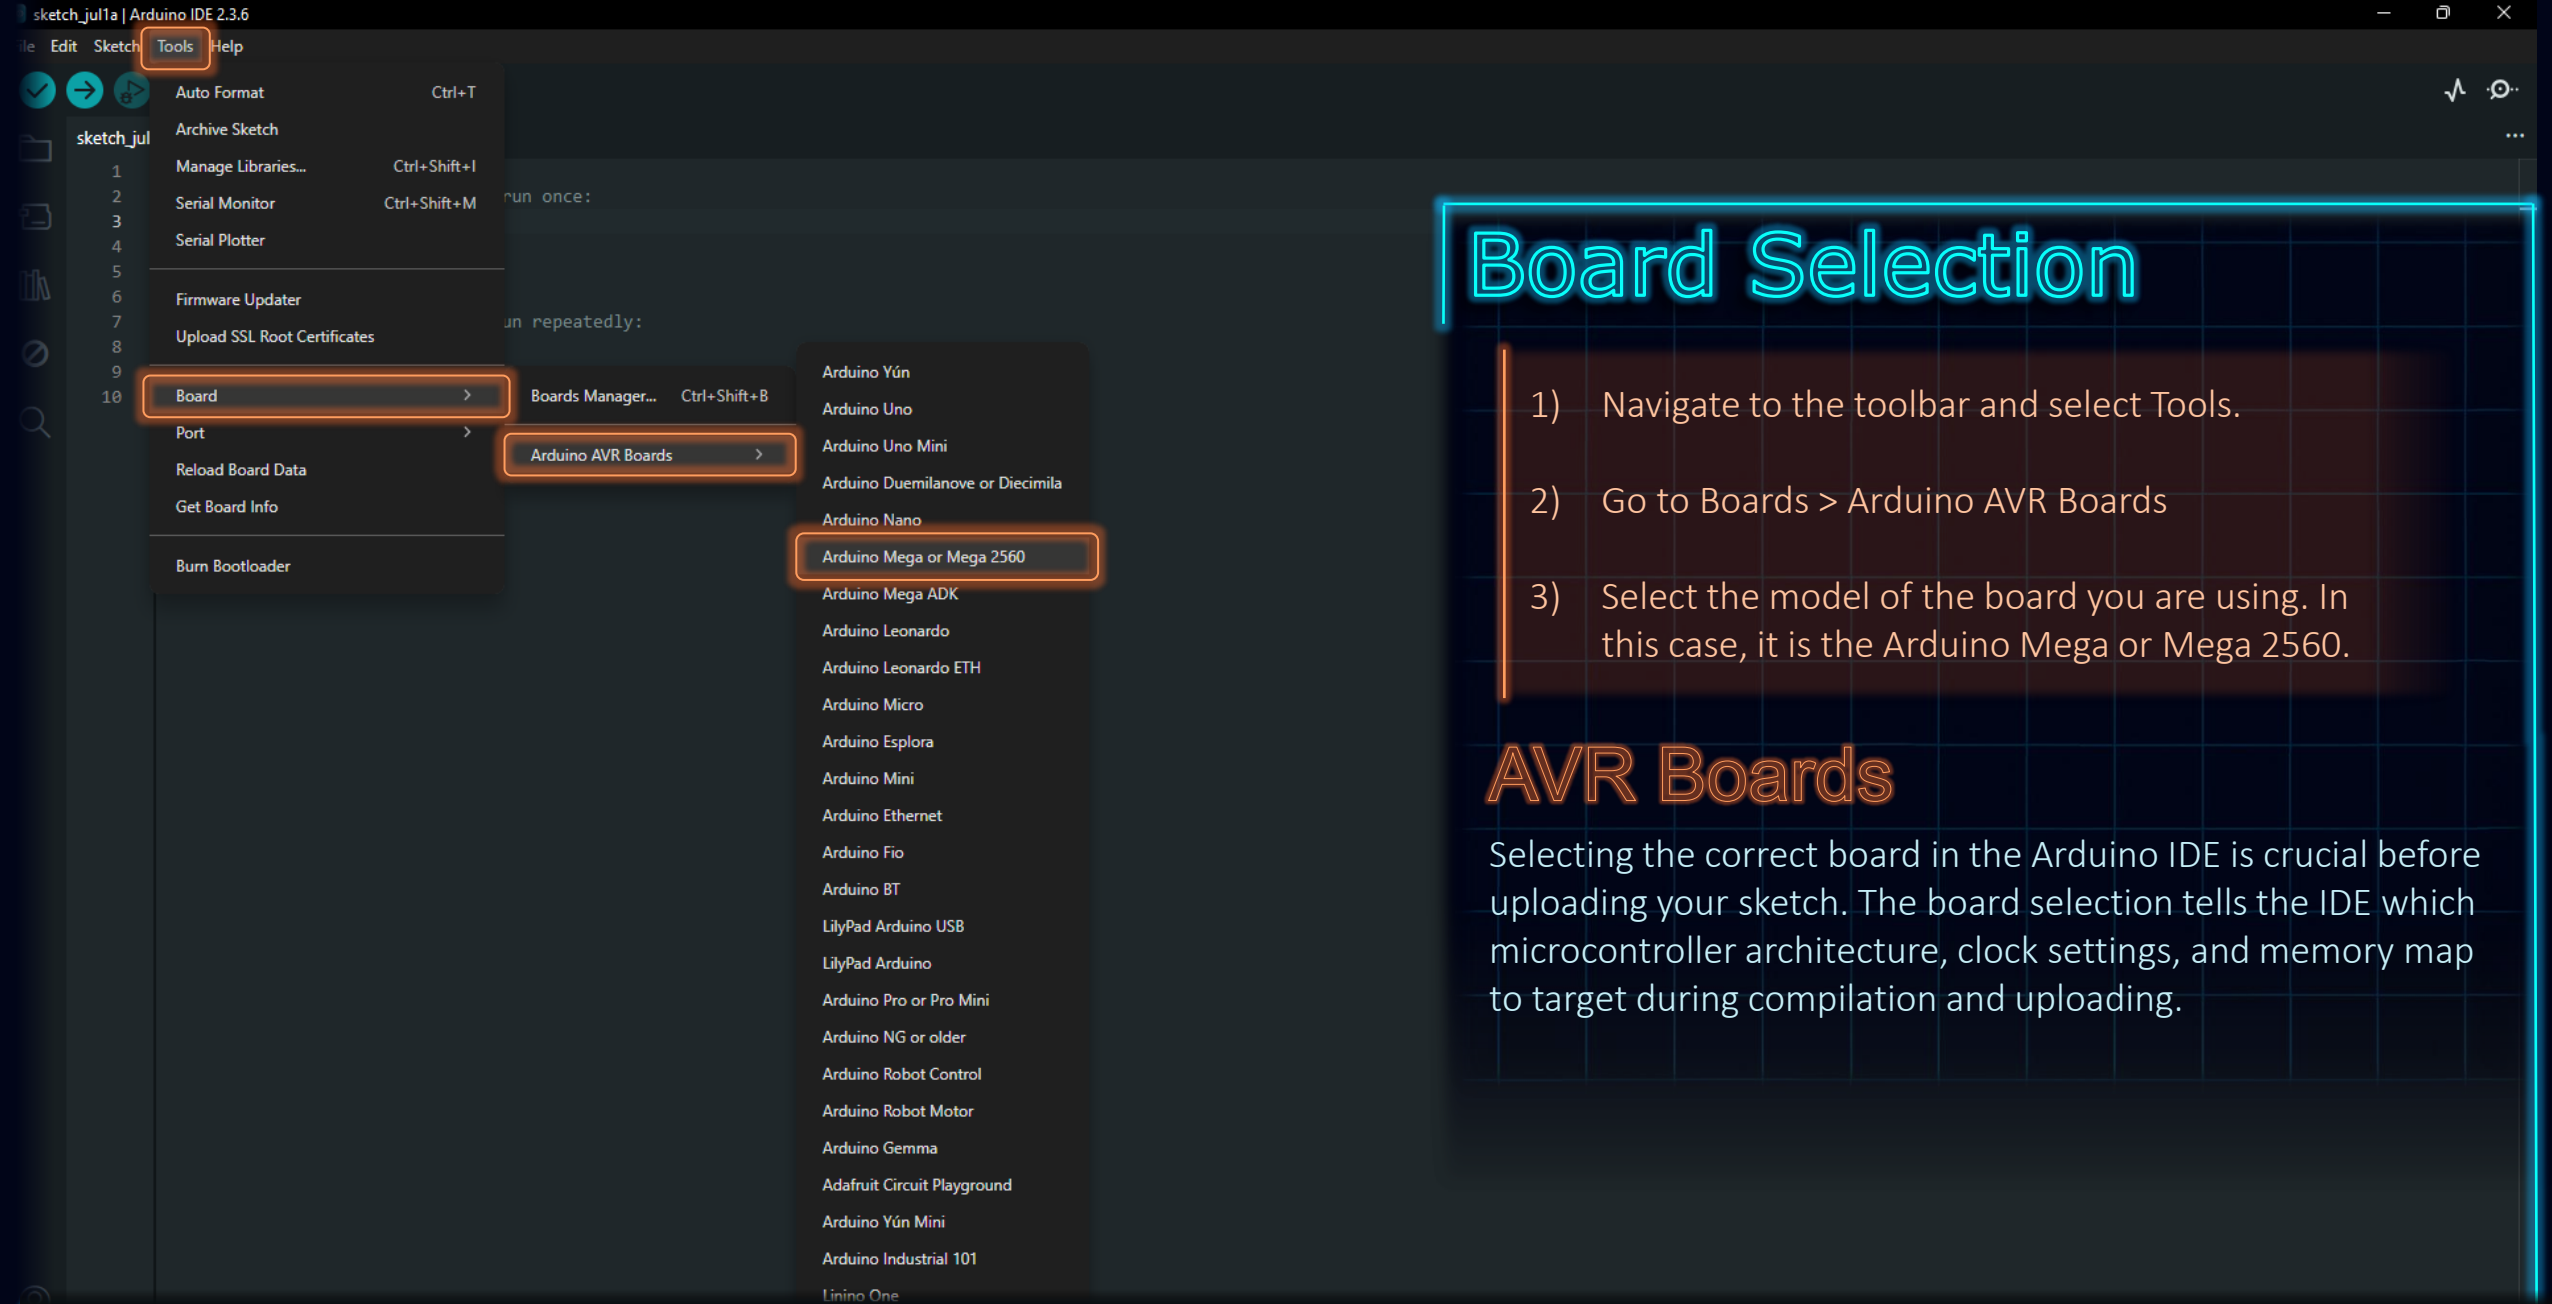 sketch_jul1a | Arduino IDE 2.3.6
Edit Sketch Tools Help
Auto Format Ctrl+T
Archive Sketch
sketch_jul
Manage Libraries... Ctrl+Shift+I
Serial Monitor Ctrl+Shift+M
Serial Plotter
Firmware Updater
Upload SSL Root Certificates
Board
Port
Reload Board Data
Get Board Info
Burn Bootloader
1
2
3
4
5
6
7
8
9
10
run once:
un repeatedly:
Boards Manager... Ctrl+Shift+B
Arduino AVR Boards
Arduino Yún
Arduino Uno
Arduino Uno Mini
Arduino Duemilanove or Diecimila
Arduino Nano
Arduino Mega or Mega 2560
Arduino Mega ADK
Arduino Leonardo
Arduino Leonardo ETH
Arduino Micro
Arduino Esplora
Arduino Mini
Arduino Ethernet
Arduino Fio
Arduino BT
LilyPad Arduino USB
LilyPad Arduino
Arduino Pro or Pro Mini
Arduino NG or older
Arduino Robot Control
Arduino Robot Motor
Arduino Gemma
Adafruit Circuit Playground
Arduino Yún Mini
Arduino Industrial 101
Linino One
Board Selection
1) Navigate to the toolbar and select Tools.
2) Go to Boards > Arduino AVR Boards
3) Select the model of the board you are using. In
this case, it is the Arduino Mega or Mega 2560.
AVR Boards
Selecting the correct board in the Arduino IDE is crucial before
uploading your sketch. The board selection tells the IDE which
microcontroller architecture, clock settings, and memory map
to target during compilation and uploading.